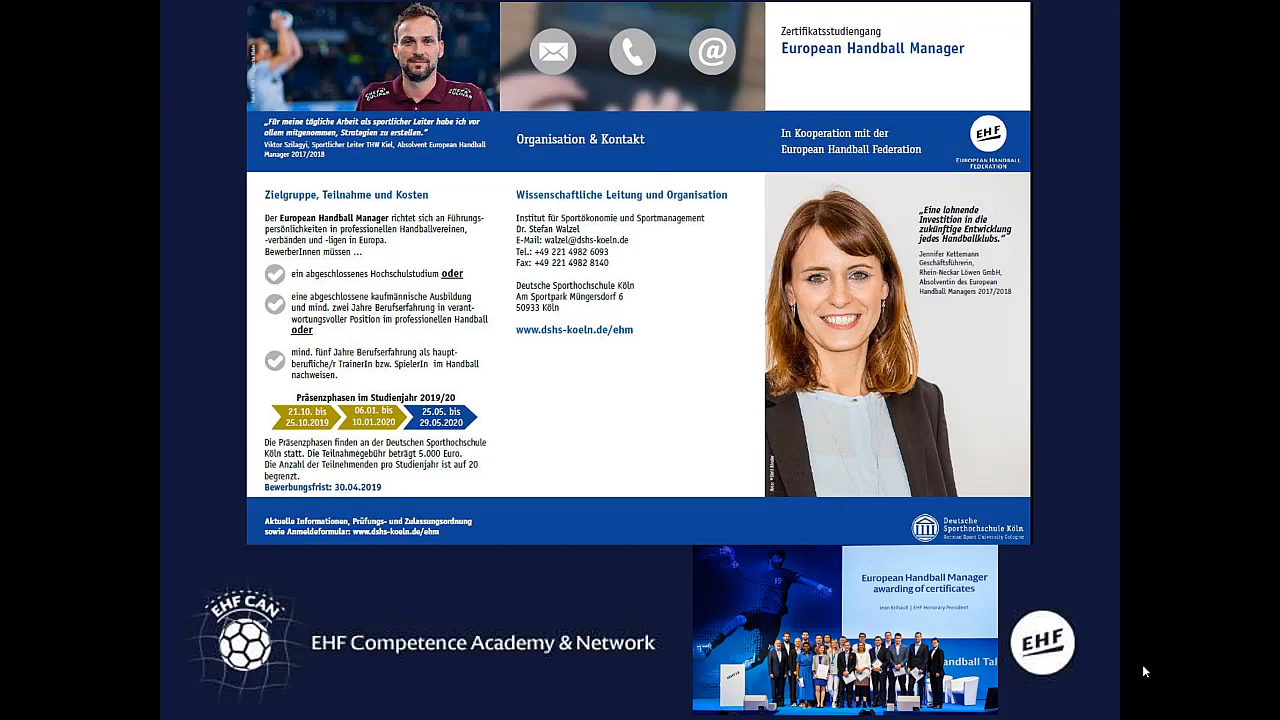 „Für meine tägliche Arbeit als sportlicher Leiter habe ich vor
allem mitgenommen, Strategien zu erstellen.“
Viktor Szilagyi, Sportlicher Leiter THW Kiel, Absolvent European Handball
Manager 2017/2018
Zielgruppe, Teilnahme und Kosten
Der European Handball Manager richtet sich an Führungs-
persönlichkeiten in professionellen Handballvereinen,
-verbänden und -ligen in Europa.
BewerberInnen müssen ...
ein abgeschlossenes Hochschulstudium oder
eine abgeschlossene kaufmännische Ausbildung
und mind. zwei Jahre Berufserfahrung in verant-
wortungsvoller Position im professionellen Handball
oder
mind. fünf Jahre Berufserfahrung als haupt-
berufliche/r TrainerIn bzw. SpielerIn im Handball
nachweisen.
Präsenzphasen im Studienjahr 2019/20
21.10. bis
25.10.2019
06.01. bis
10.01.2020
25.05. bis
29.05.2020
Die Präsenzphasen finden an der Deutschen Sporthochschule
Köln statt. Die Teilnahmegebühr beträgt 5.000 Euro.
Die Anzahl der Teilnehmenden pro Studienjahr ist auf 20
begrenzt.
Bewerbungsfrist: 30.04.2019
Aktuelle Informationen, Prüfungs- und Zulassungsordnung
sowie Anmeldeformular: www.dshs-koeln.de/ehm
Organisation & Kontakt
Wissenschaftliche Leitung und Organisation
Institut für Sportökonomie und Sportmanagement
Dr. Stefan Walzel
E-Mail: walzel@dshs-koeln.de
Tel.: +49 221 4982 6093
Fax: +49 221 4982 8140
Deutsche Sporthochschule Köln
Am Sportpark Müngersdorf 6
50933 Köln
www.dshs-koeln.de/ehm
Zertifikatsstudiengang
European Handball Manager
In Kooperation mit der
European Handball Federation
EHF
EUROPEAN HANDBALL
FEDERATION
„Eine lohnende
Investition in die
zukünftige Entwicklung
jedes Handballklubs.“
Jennifer Kettemann
Geschäftsführerin,
Rhein-Neckar Löwen GmbH,
Absolventin des European
Handball Managers 2017/2018
Deutsche
Sporthochschule Köln
German Sport University Cologne
EHF CAN
EHF Competence Academy & Network
19
European Handball Manager
awarding of certificates
Jean Brihault | EHF Honorary President
andball Tal
EHF